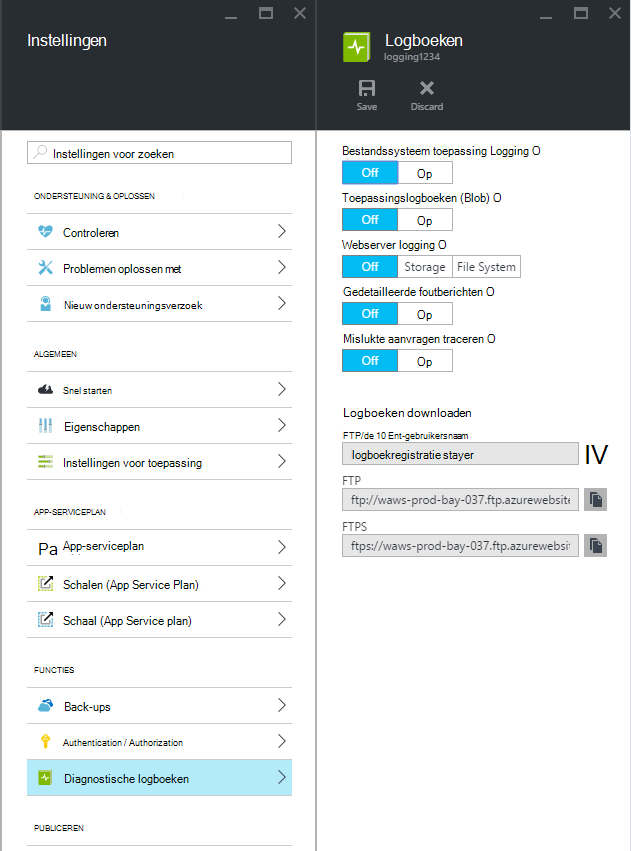 Instellingen
Instellingen voor zoeken
ONDERSTEUNING & OPLOSSEN
Controleren
Problemen oplossen met
Nieuw ondersteuningsverzoek
ALGEMEEN
Snel starten
Eigenschappen
Instellingen voor toepassing
APP-SERVICEPLAN
Pa App-serviceplan
Schalen (App Service Plan)
Schaal (App Service plan)
FUNCTIES
Back-ups
Authentication / Authorization
Diagnostische logboeken
PUBLICEREN
Logboeken
logging1234
Save Discard
Bestandssysteem toepassing Logging O
Off Op
Toepassingslogboeken (Blob) O
Off Op
Webserver logging O
Off Storage File System
Gedetailleerde foutberichten O
Off Op
Mislukte aanvragen traceren O
Off Op
Logboeken downloaden
FTP/de 10 Ent-gebruikersnaam
logboekregistratie stayer IV
FTP
ftp://waws-prod-bay-037.ftp.azurewebsite
FTPS
ftps://waws-prod-bay-037.ftp.azurewebsi